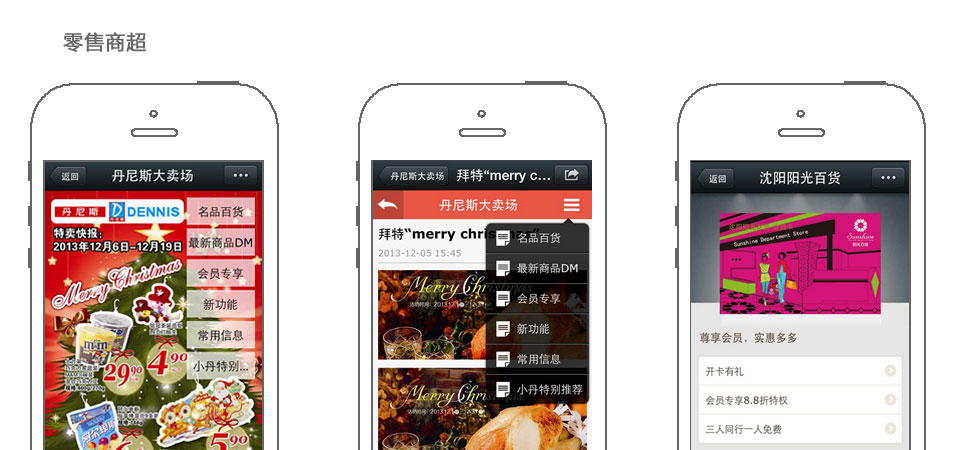 零售商超
返回
丹尼斯大卖场
丹尼斯
DENNIS
特卖快报:
2013年12月6日-12月19日
Merry Christmas
29.90
4.90
5.90
名品百货
最新商品DM
会员专享
新功能
常用信息
小丹特别...
丹尼斯大卖场
拜特“merry c...
丹尼斯大卖场
拜特“merry chris
2013-12-05 15:45
Merry Christmas
名品百货
最新商品DM
会员专享
新功能
常用信息
小丹特别推荐
返回
沈阳阳光百货
Sunshine Department Store
Sunshine
阳光百货
尊享会员，实惠多多
开卡有礼
会员专享8.8折特权
三人同行一人免费